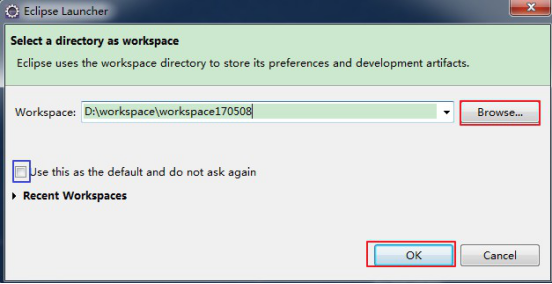 Eclipse Launcher
Select a directory as workspace
Eclipse uses the workspace directory to store its preferences and development artifacts.
Workspace: D:\workspace\workspace170508 Browse...
Use this as the default and do not ask again
Recent Workspaces
OK Cancel